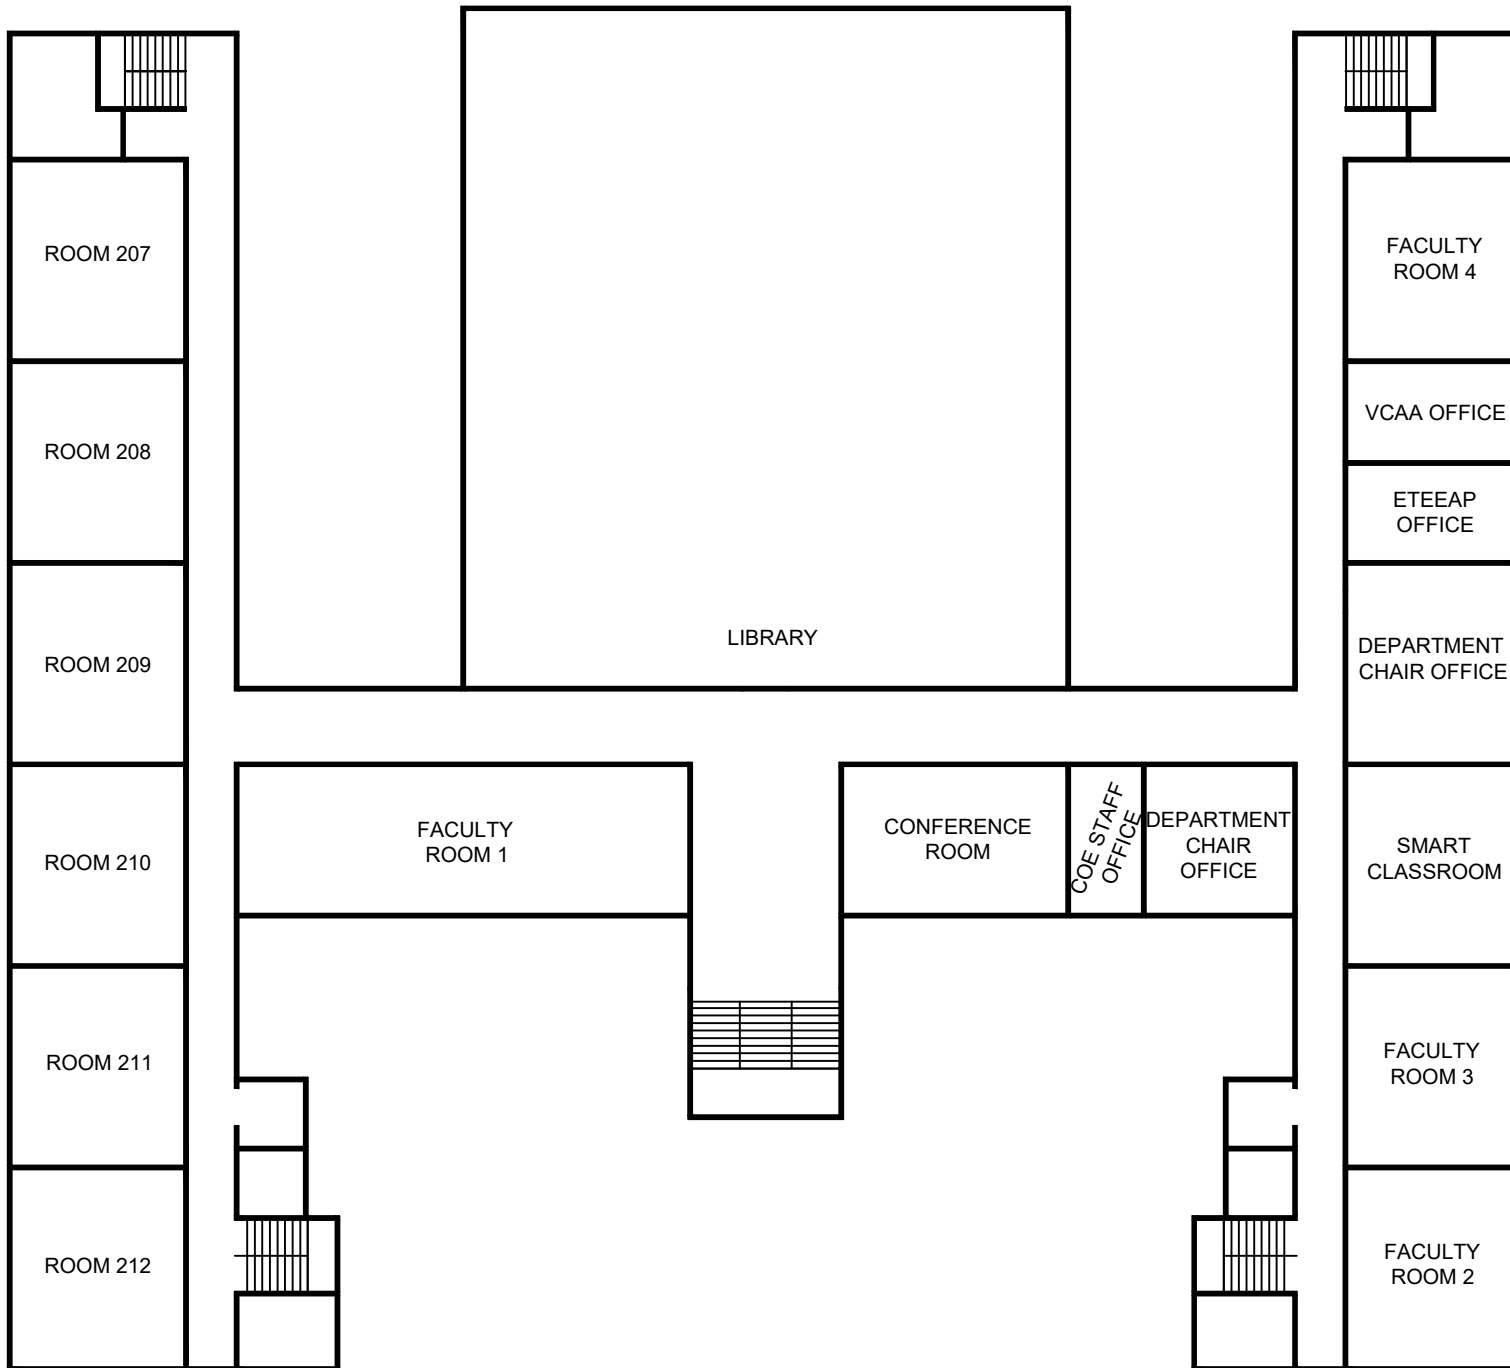 ROOM 207
FACULTY
ROOM 4
ROOM 208
VCAA OFFICE
ETEEAP
OFFICE
LIBRARY
ROOM 209
DEPARTMENT
CHAIR OFFICE
FACULTY
ROOM 1
CONFERENCE
ROOM
COE STAFF
OFFICE
DEPARTMENT
CHAIR
OFFICE
ROOM 210
SMART
CLASSROOM
ROOM 211
FACULTY
ROOM 3
ROOM 212
FACULTY
ROOM 2